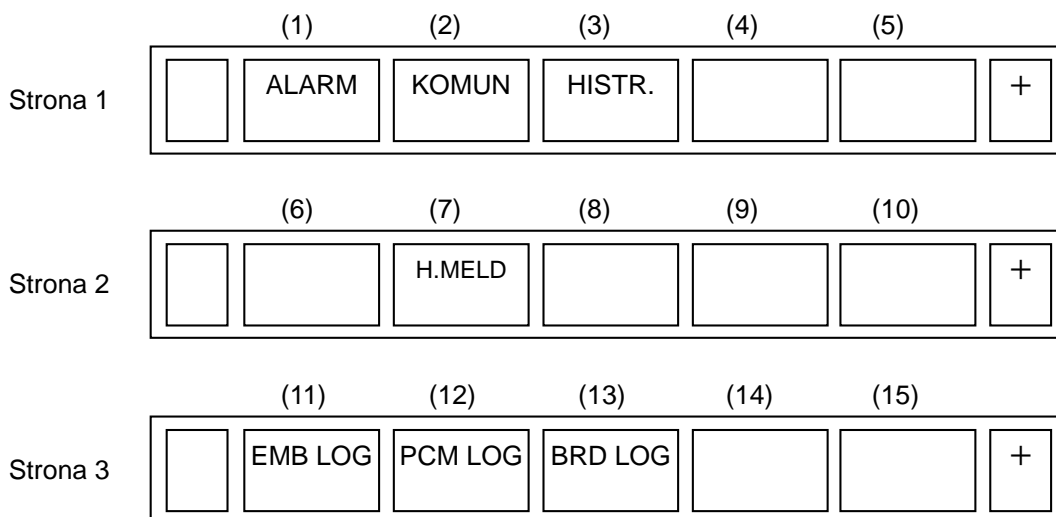 (1) (2) (3) (4) (5)
Strona 1 ALARM KOMUN HISTR. +
(6) (7) (8) (9) (10)
Strona 2 H.MELD +
(11) (12) (13) (14) (15)
Strona 3 EMB LOG PCM LOG BRD LOG +